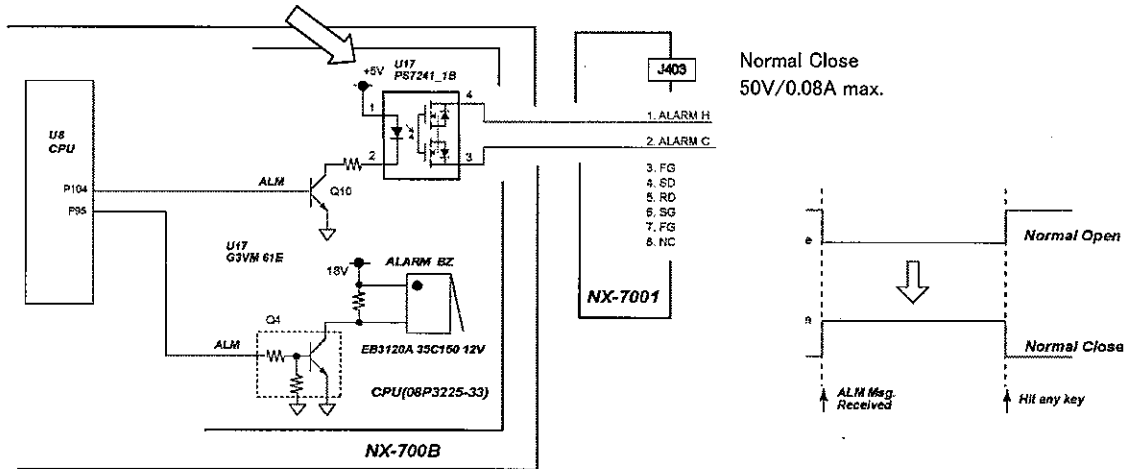 U17
PS7241_1B
+5V
1
4
2
3
U8
CPU
P104
P95
ALM
Q10
U17
G3VM 61E
18V
ALARM BZ
Q4
ALM
EB3120A 35C150 12V
CPU(08P3225-33)
NX-700B
J403
1. ALARM H
2. ALARM C
3. FG
4. SD
5. RD
6. SG
7. FG
8. NC
NX-7001
Normal Close
50V/0.08A max.
e
Normal Open
n
Normal Close
ALM Msg.
Received
Hit any key